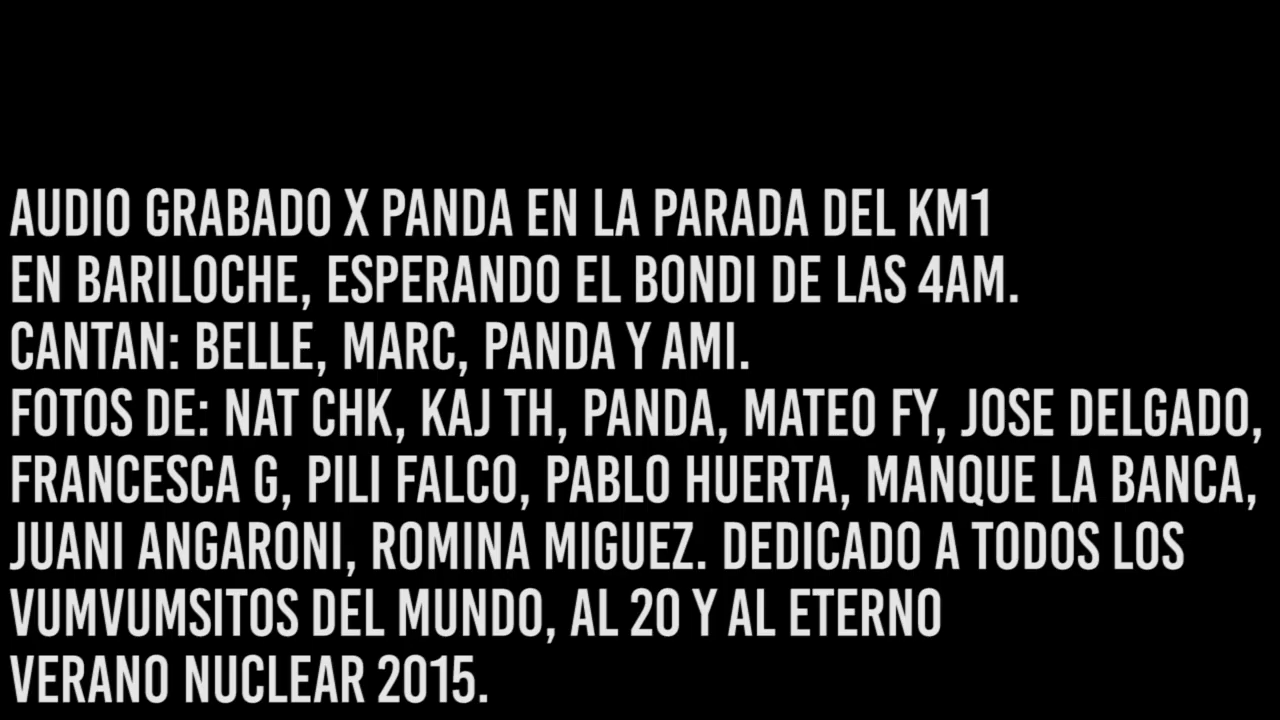 AUDIO GRABADO X PANDA EN LA PARADA DEL KM1
EN BARILOCHE, ESPERANDO EL BONDI DE LAS 4AM.
CANTAN: BELLE, MARC, PANDA Y AMI.
FOTOS DE: NAT CHK, KAJ TH, PANDA, MATEO FY, JOSE DELGADO,
FRANCESCA G, PILI FALCO, PABLO HUERTA, MANQUE LA BANCA,
JUANI ANGARONI, ROMINA MIGUEZ. DEDICADO A TODOS LOS
VUMVUMSITOS DEL MUNDO, AL 20 Y AL ETERNO
VERANO NUCLEAR 2015.